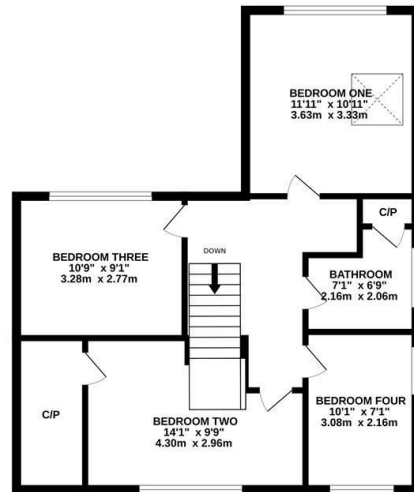 BEDROOM ONE
11'11" x 10'11"
3.63m x 3.33m
C/P
DOWN
BEDROOM THREE
10'9" x 9'1"
3.28m x 2.77m
BATHROOM
7'1" x 6'9"
2.16m x 2.06m
BEDROOM FOUR
10'1" x 7'1"
3.08m x 2.16m
C/P
BEDROOM TWO
14'1" x 9'9"
4.30m x 2.96m